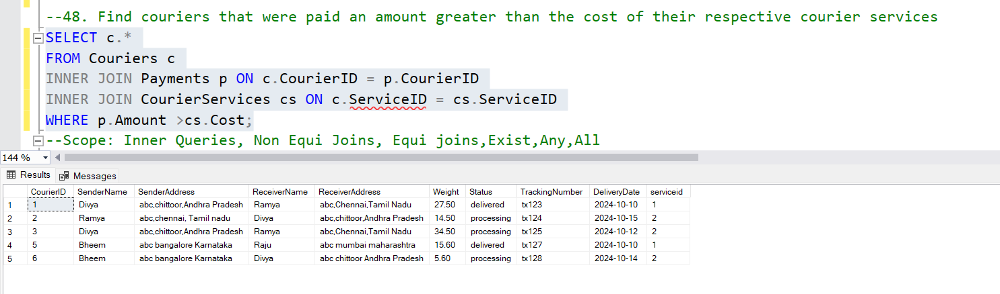 --48. Find couriers that were paid an amount greater than the cost of their respective courier services
SELECT c.*
FROM Couriers c
INNER JOIN Payments p ON c.CourierID = p.CourierID
INNER JOIN CourierServices cs ON c.ServiceID = cs.ServiceID
WHERE p.Amount >cs.Cost;
--Scope: Inner Queries, Non Equi Joins, Equi joins,Exist,Any,All
144 %
Results Messages
CourierID SenderName SenderAddress ReceiverName ReceiverAddress Weight Status TrackingNumber DeliveryDate serviceid
1 1 Divya abc,chittoor,Andhra Pradesh Ramya abc,Chennai,Tamil Nadu 27.50 delivered tx123 2024-10-10 1
2 2 Ramya abc,chennai, Tamil nadu Divya abc,chittoor,Andhra Pradesh 14.50 processing tx124 2024-10-15 2
3 3 Divya abc,chittoor,Andhra Pradesh Ramya abc,Chennai,Tamil Nadu 34.50 processing tx125 2024-10-12 2
4 5 Bheem abc bangalore Karnataka Raju abc mumbai maharashtra 15.60 delivered tx127 2024-10-10 1
5 6 Bheem abc bangalore Karnataka Divya abc chittoor Andhra Pradesh 5.60 processing tx128 2024-10-14 2